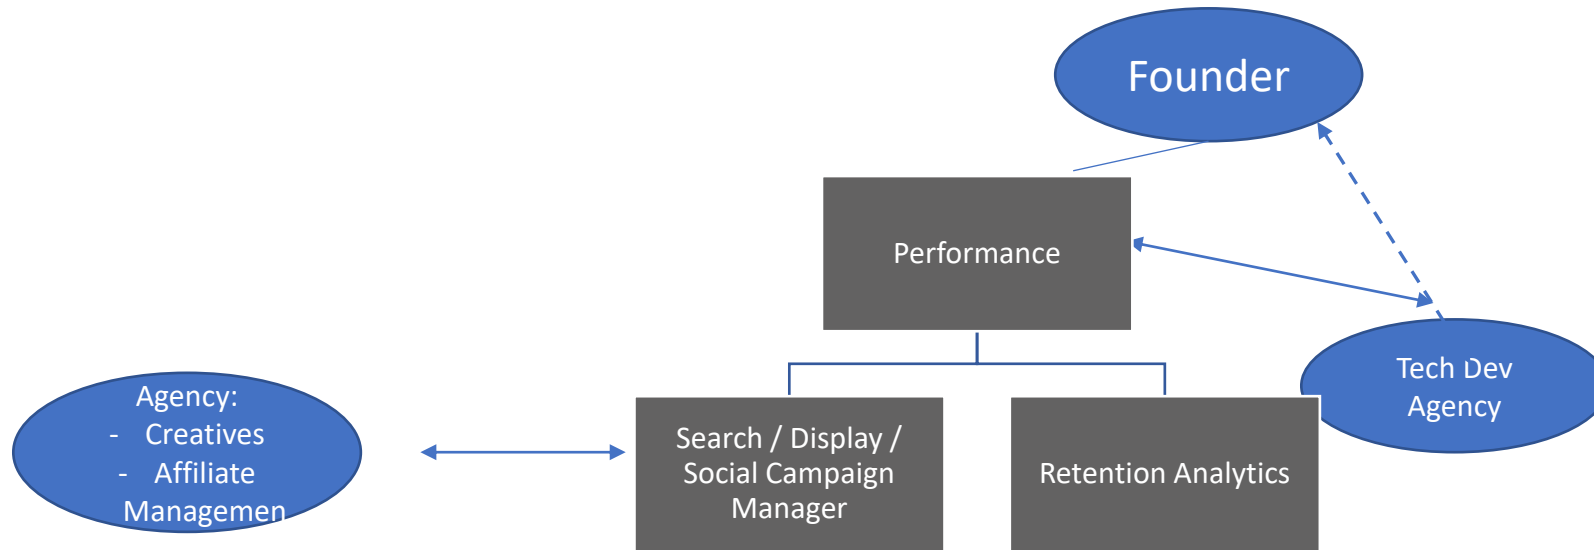 Founder
Performance
Tech Dev
Agency
Agency:
- Creatives
- Affiliate
Managemen
Search / Display /
Social Campaign
Manager
Retention Analytics